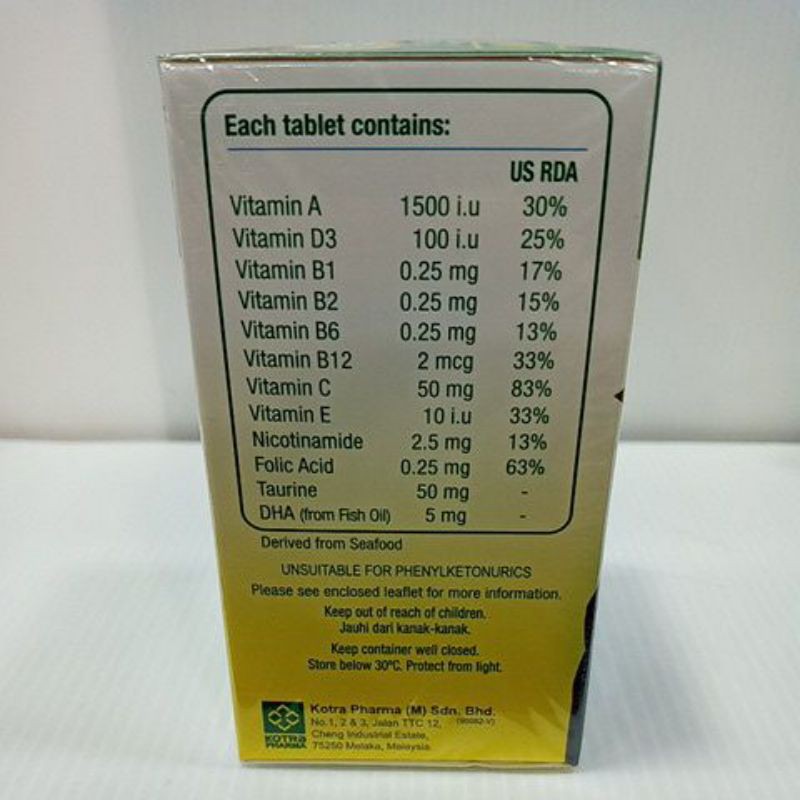 Each tablet contains:
US RDA
Vitamin A 1500 i.u 30%
Vitamin D3 100 i.u 25%
Vitamin B1 0.25 mg 17%
Vitamin B2 0.25 mg 15%
Vitamin B6 0.25 mg 13%
Vitamin B12 2 mcg 33%
Vitamin C 50 mg 83%
Vitamin E 10 i.u 33%
Nicotinamide 2.5 mg 13%
Folic Acid 0.25 mg 63%
Taurine 50 mg -
DHA (from Fish Oil) 5 mg -
Derived from Seafood
UNSUITABLE FOR PHENYLKETONURICS
Please see enclosed leaflet for more information.
Keep out of reach of children.
Jauhi dari kanak-kanak.
Keep container well closed.
Store below 30°C. Protect from light.
KOTRA PHARMA
Kotra Pharma (M) Sdn. Bhd.
No.1, 2 & 3, Jalan TTC 12,
Cheng Industrial Estate,
75250 Melaka, Malaysia.